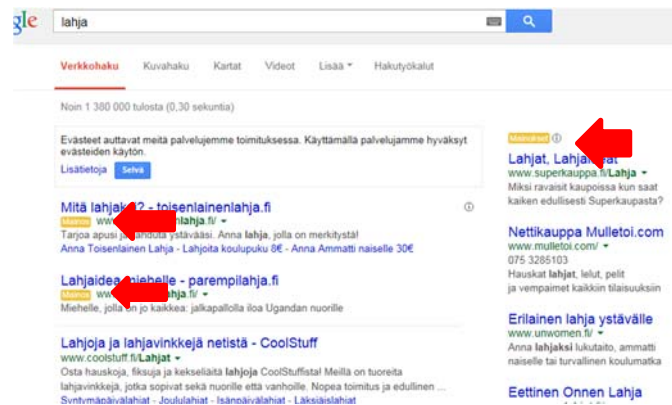 gle
lahja
Verkkohaku Kuvahaku Kartat Videot Lisää Hakutyökalut
Noin 1 380 000 tulosta (0,30 sekuntia)
Evästeet auttavat meitä palvelujemme toimituksessa. Käyttämällä palvelujamme hyväksyt
evästeiden käytön.
Lisätietoja Selvä
Mitä - toisenlainenlahja.fi
Mainos
Tarjoa apusi ystävääsi. Anna lahja, jolla on merkitystä!
Anna Toisenlainen Lahja - Lahjoita koulupuku 8€ - Anna Ammatti naiselle 30€
Lahjaidea miehelle - parempilahja.fi
Mainos
Miehelle, jolla on jo kaikkea: jalkapallolla iloa Ugandan nuorille
Lahjoja ja lahjavinkkejä netistä - CoolStuff
www.coolstuff.fi/Lahjat
Osta hauskoja, fiksuja ja kekseliäitä lahjoja CoolStuffista! Meillä on tuoreita
lahjavinkkejä, jotka sopivat sekä nuorille että vanhoille. Nopea toimitus ja edullinen ...
Syntymäpäivälahjat - Joululahjat - Isänpäivälahjat - Läksiäislahjat
Mainokset
Lahjat,
www.superkauppa.fi/Lahja
Miksi ravaisit kaupoissa kun saat
kaiken edullisesti Superkaupasta?
Nettikauppa Mulletoi.com
www.mulletoi.com/
075 3285103
Hauskat lahjat, lelut, pelit
ja vempaimet kaikkiin tilaisuuksiin
Erilainen lahja ystävälle
www.unwomen.fi/
Anna lahjaksi lukutaito, ammatti
naiselle tai turvallinen koulumatka
Eettinen Onnen Lahja